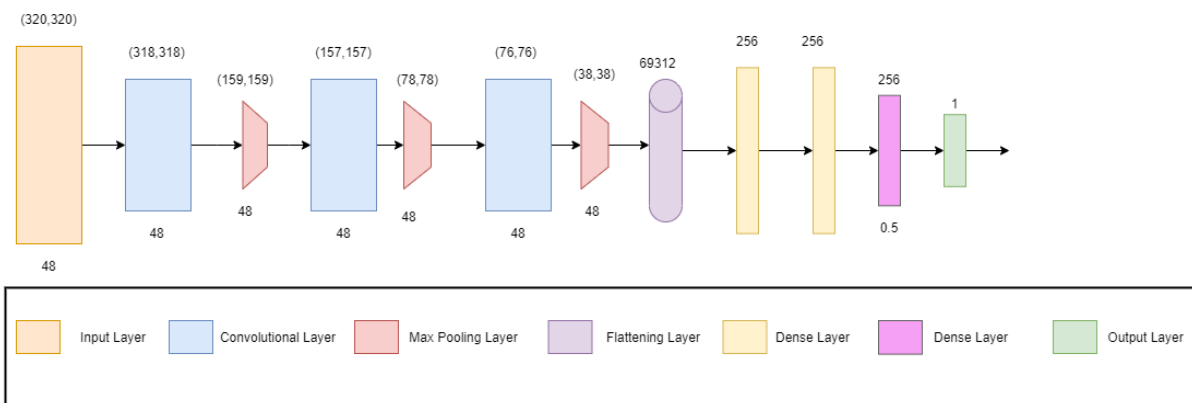 (320,320)
(318,318)
(159,159)
(157,157)
(78,78)
(76,76)
(38,38)
69312
256
256
256
1
48
48
48
48
48
48
48
0.5
Input Layer
Convolutional Layer
Max Pooling Layer
Flattening Layer
Dense Layer
Dense Layer
Output Layer